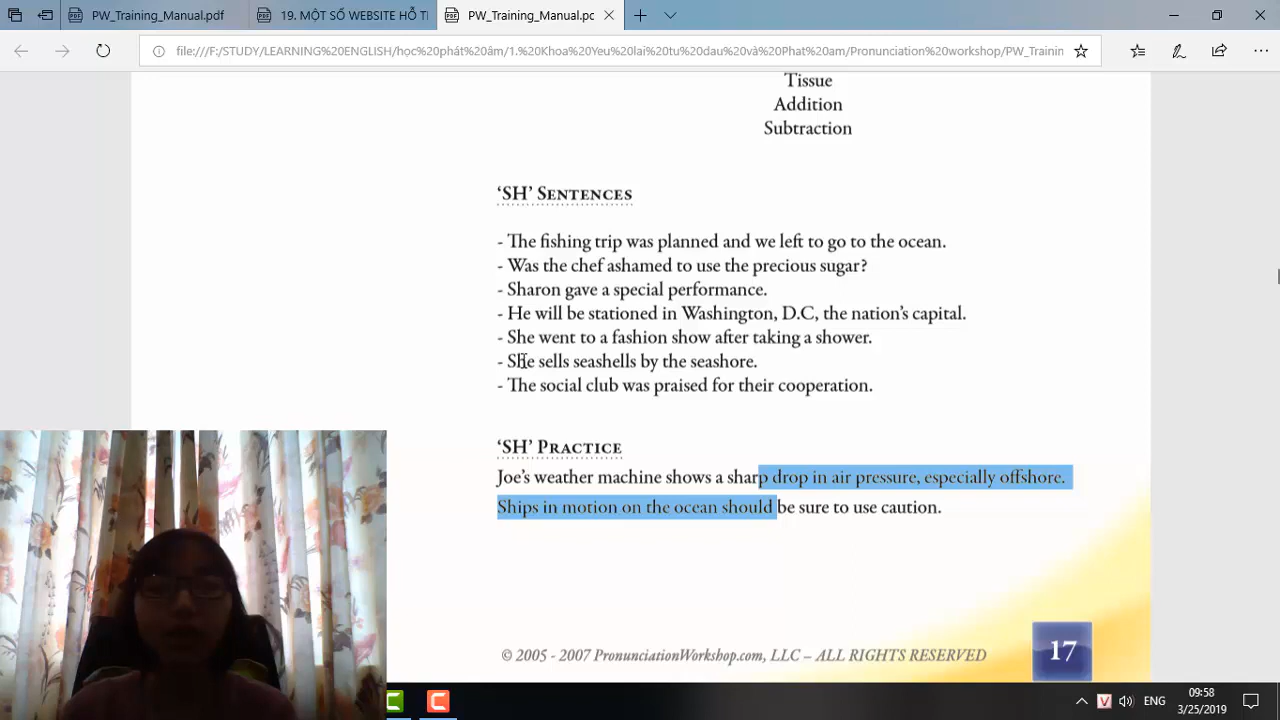 PW_Training_Manual.pdf
19. MỘT SỐ WEBSITE HỖ TI
PW_Training_Manual.pc
file:///F:/STUDY/LEARNING%20ENGLISH/học%20phát%20âm/1.%20Khoa%20Yeu%20lai%20tu%20dau%20và%20Phat%20am/Pronunciation%20workshop/PW_Trainin
Tissue
Addition
Subtraction
‘SH’ Sentences
- The fishing trip was planned and we left to go to the ocean.
- Was the chef ashamed to use the precious sugar?
- Sharon gave a special performance.
- He will be stationed in Washington, D.C, the nation's capital.
- She went to a fashion show after taking a shower.
- She sells seashells by the seashore.
- The social club was praised for their cooperation.
‘SH’ Practice
Joe's weather machine shows a sharp drop in air pressure, especially offshore.
Ships in motion on the ocean should be sure to use caution.
© 2005 - 2007 PronunciationWorkshop.com, LLC – ALL RIGHTS RESERVED
17
V
ENG
09:58
3/25/2019